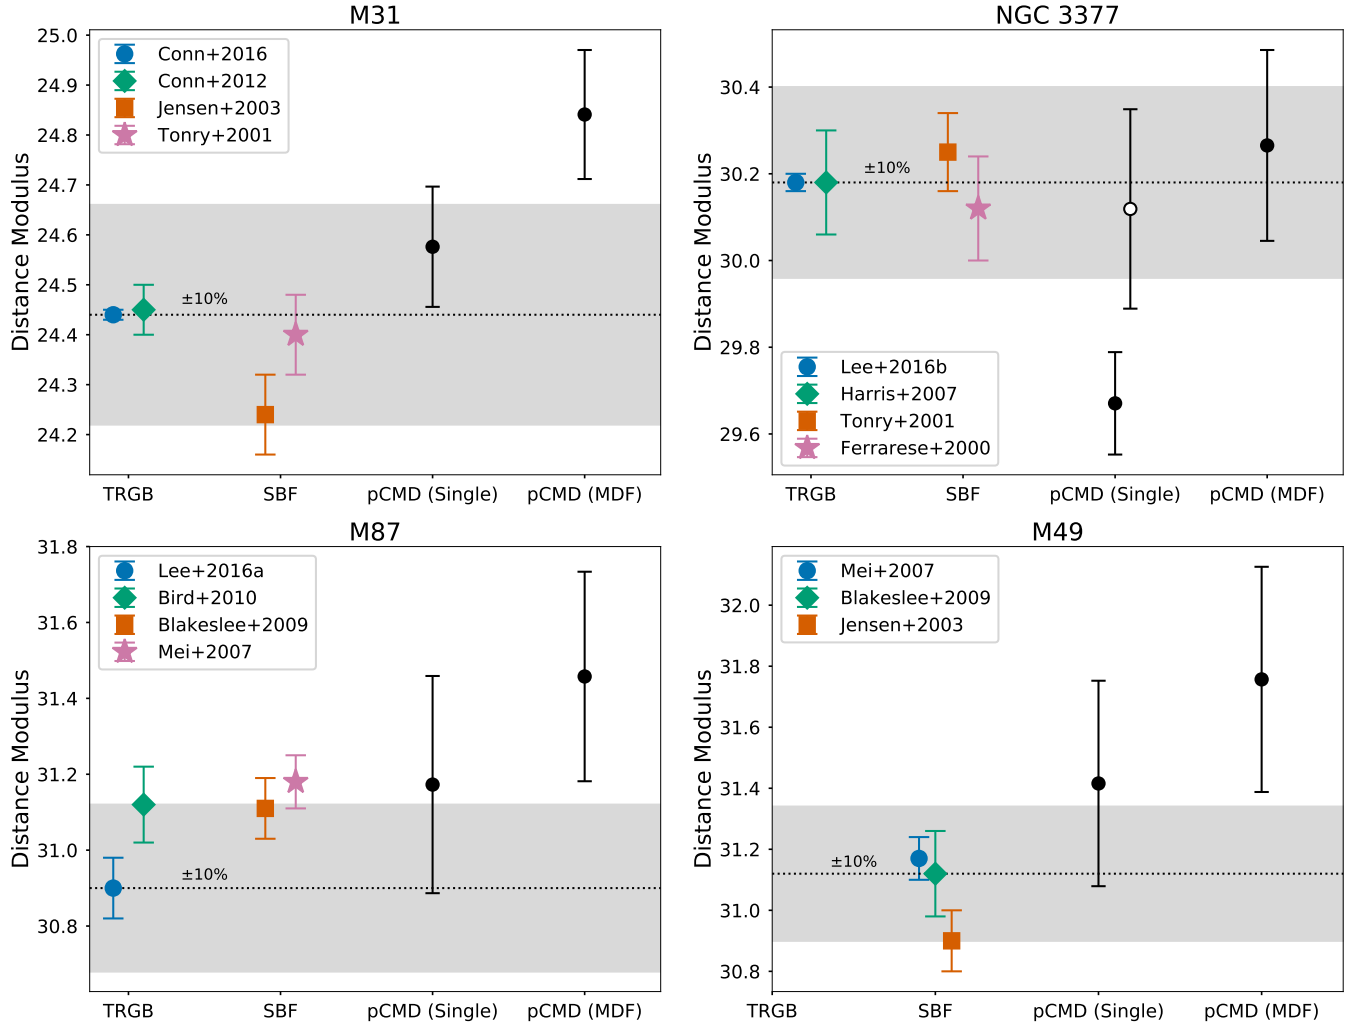 M31
25.0
24.9
24.8
24.7
24.6
24.5
24.4
24.3
24.2
Distance Modulus
Conn+2016
Conn+2012
Jensen+2003
Tonry+2001
±10%
TRGB
SBF
pCMD (Single)
pCMD (MDF)
NGC 3377
30.4
30.2
30.0
29.8
29.6
Distance Modulus
±10%
Lee+2016b
Harris+2007
Tonry+2001
Ferrarese+2000
TRGB
SBF
pCMD (Single)
pCMD (MDF)
M87
31.8
31.6
31.4
31.2
31.0
30.8
Distance Modulus
Lee+2016a
Bird+2010
Blakeslee+2009
Mei+2007
±10%
TRGB
SBF
pCMD (Single)
pCMD (MDF)
M49
32.0
31.8
31.6
31.4
31.2
31.0
30.8
Distance Modulus
Mei+2007
Blakeslee+2009
Jensen+2003
±10%
TRGB
SBF
pCMD (Single)
pCMD (MDF)